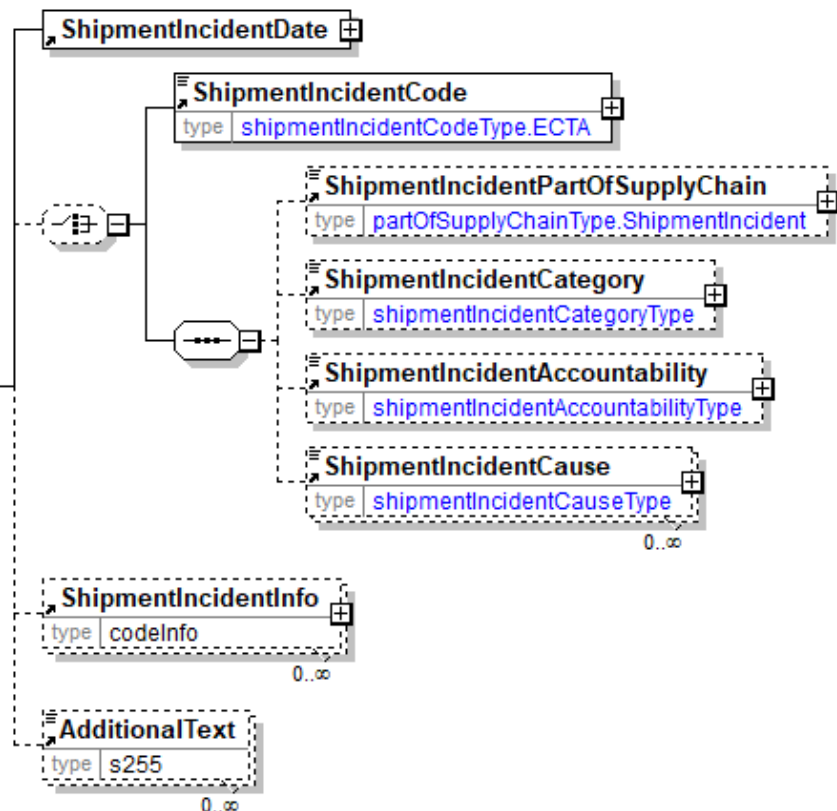 ShipmentIncidentDate
ShipmentIncidentCode
type shipmentIncidentCodeType.ECTA
ShipmentIncidentPartOfSupplyChain
type partOfSupplyChainType.ShipmentIncident
ShipmentIncidentCategory
type shipmentIncidentCategoryType
ShipmentIncidentAccountability
type shipmentIncidentAccountabilityType
ShipmentIncidentCause
type shipmentIncidentCauseType
0..∞
ShipmentIncidentInfo
type codeInfo
0..∞
AdditionalText
type s255
0..∞